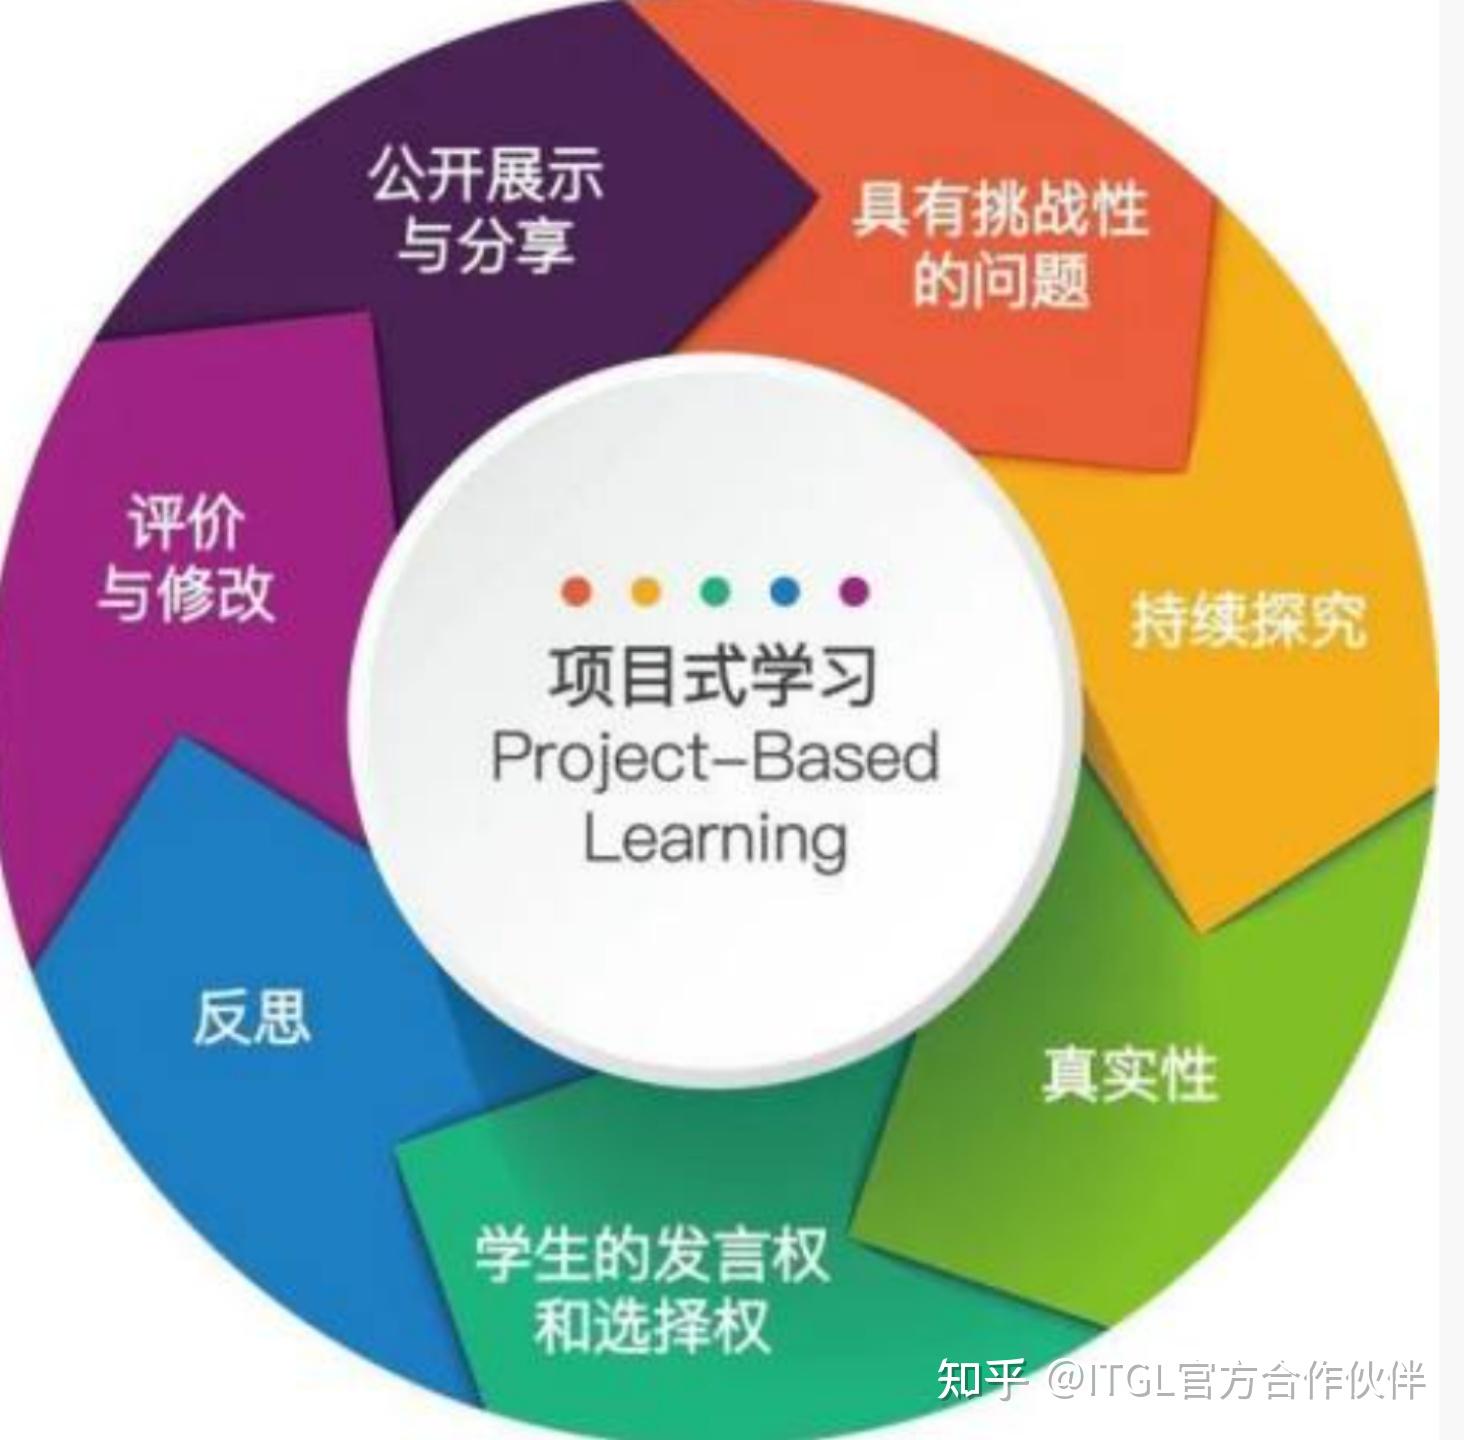 公开展示
与分享
具有挑战性
的问题
持续探究
真实性
学生的发言权
和选择权
反思
评价
与修改
项目式学习
Project-Based
Learning
知乎 @ITGL官方合作伙伴